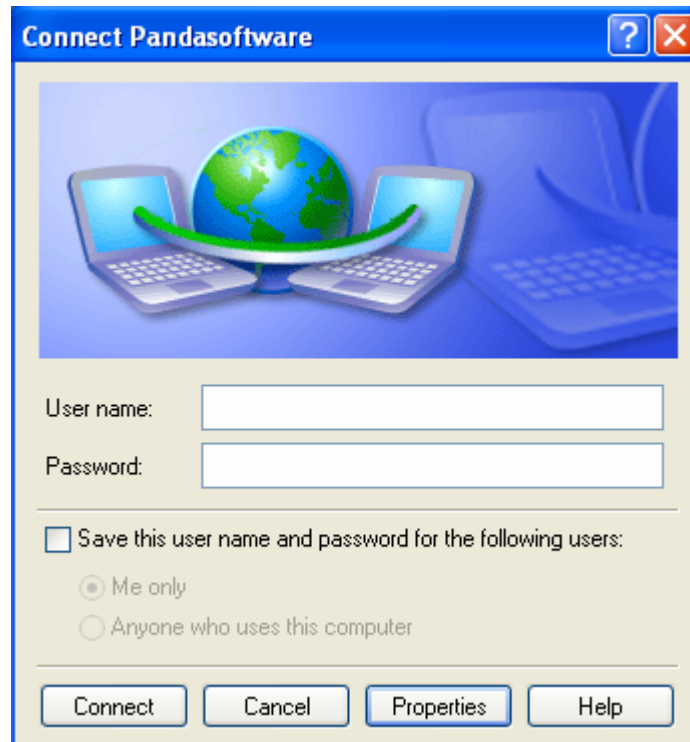 Connect Pandasoftware
User name:
Password:
Save this user name and password for the following users:
Me only
Anyone who uses this computer
Connect Cancel Properties Help